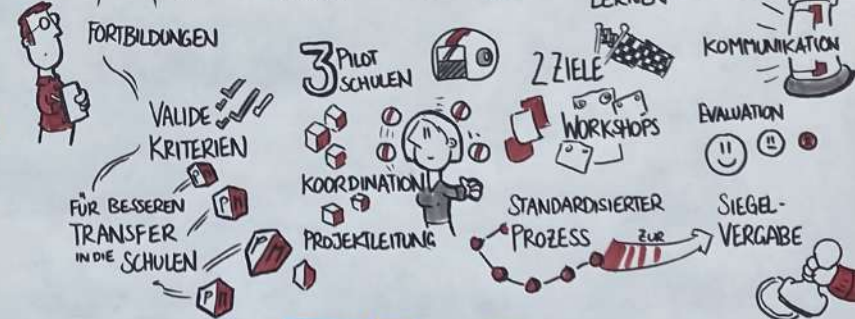 LERNEN
FORTBILDUNGEN
VALIDE
KRITERIEN
FÜR BESSEREN
TRANSFER
IN DIE SCHULEN
P M
P M
P M
P M
3 PILOT
SCHULEN
KOORDINATION
PROJEKTLEITUNG
2 ZIELE
WORKSHOPS
STANDARDISIERTER
PROZESS ZUR
KOMMUNIKATION
EVALUATION
SIEGEL-
VERGABE